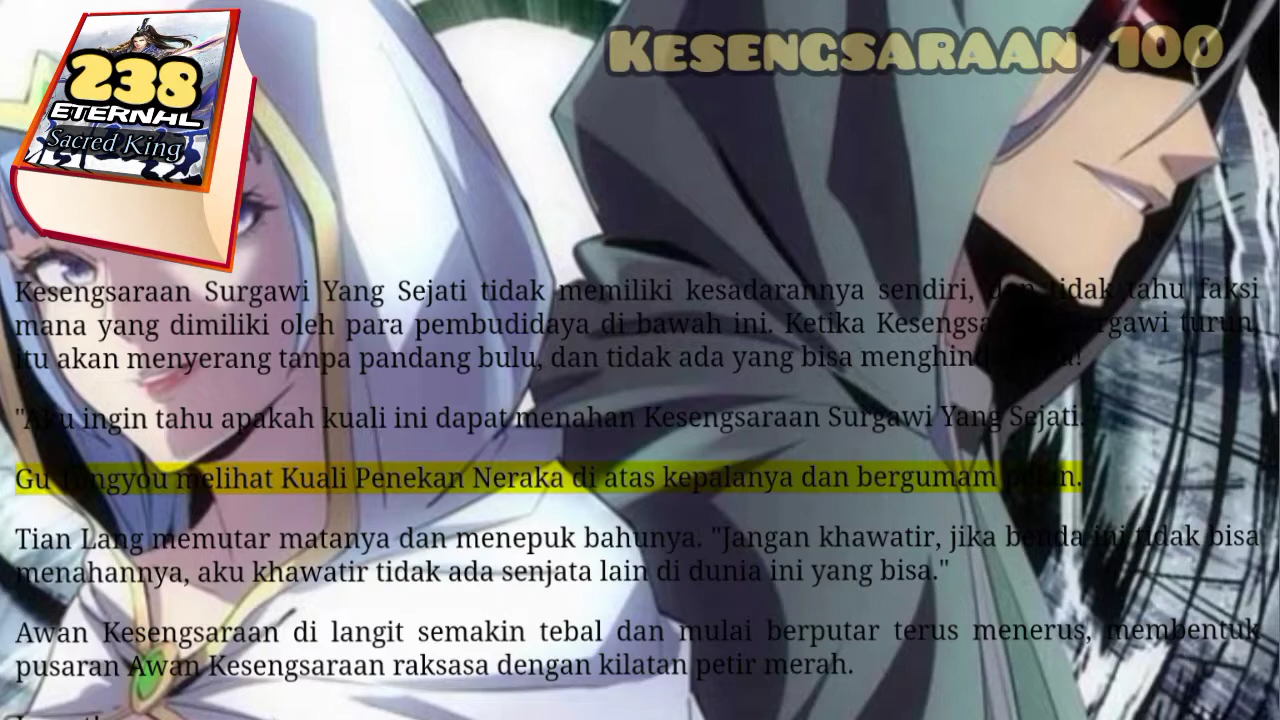 238
ETERNAL
Sacred King
KESENGSARAAN 100
Kesengsaraan Surgawi Yang Sejati tidak memiliki kesadarannya sendiri, dan tidak tahu faksi
mana yang dimiliki oleh para pembudidaya di bawah ini. Ketika Kesengsaraan Surgawi turun,
itu akan menyerang tanpa pandang bulu, dan tidak ada yang bisa
"Aku ingin tahu apakah kuali ini dapat menahan Kesengsaraan Surgawi Yang Sejati."
Gu melihat Kuali Penekan Neraka di atas kepalanya dan bergumam pelan.
Tian Lang memutar matanya dan menepuk bahunya. "Jangan khawatir, jika benda ini tidak bisa
menahannya, aku khawatir tidak ada senjata lain di dunia ini yang bisa."
Awan Kesengsaraan di langit semakin tebal dan mulai berputar terus menerus, membentuk
pusaran Awan Kesengsaraan raksasa dengan kilatan petir merah.